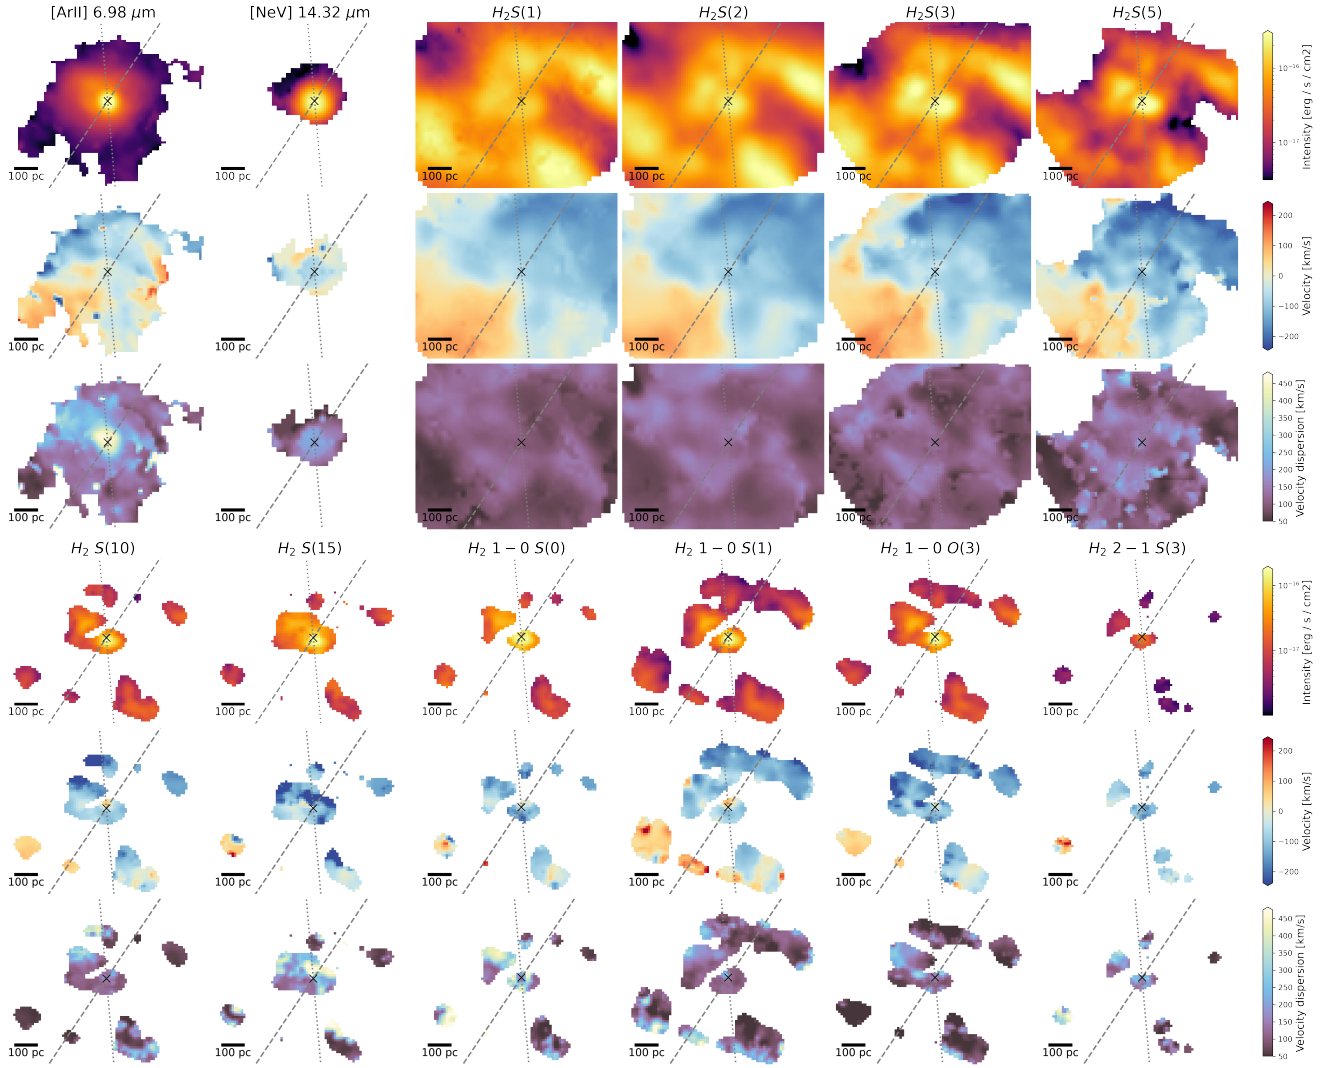 [ArII] 6.98 μm
[NeV] 14.32 μm
H₂S(1)
H₂S(2)
H₂S(3)
H₂S(5)
100 pc
100 pc
100 pc
100 pc
100 pc
100 pc
10⁻¹⁶
10⁻¹⁷
Intensity [erg / s / cm2]
100 pc
100 pc
100 pc
100 pc
100 pc
100 pc
200
100
0
−100
−200
Velocity [km/s]
100 pc
100 pc
100 pc
100 pc
100 pc
100 pc
450
400
350
300
250
200
150
100
50
Velocity dispersion [km/s]
H₂ S(10)
H₂ S(15)
H₂ 1−0 S(0)
H₂ 1−0 S(1)
H₂ 1−0 O(3)
H₂ 2−1 S(3)
100 pc
100 pc
100 pc
100 pc
100 pc
100 pc
10⁻¹⁶
10⁻¹⁷
Intensity [erg / s / cm2]
100 pc
100 pc
100 pc
100 pc
100 pc
100 pc
200
100
0
−100
−200
Velocity [km/s]
100 pc
100 pc
100 pc
100 pc
100 pc
100 pc
450
400
350
300
250
200
150
100
50
Velocity dispersion [km/s]